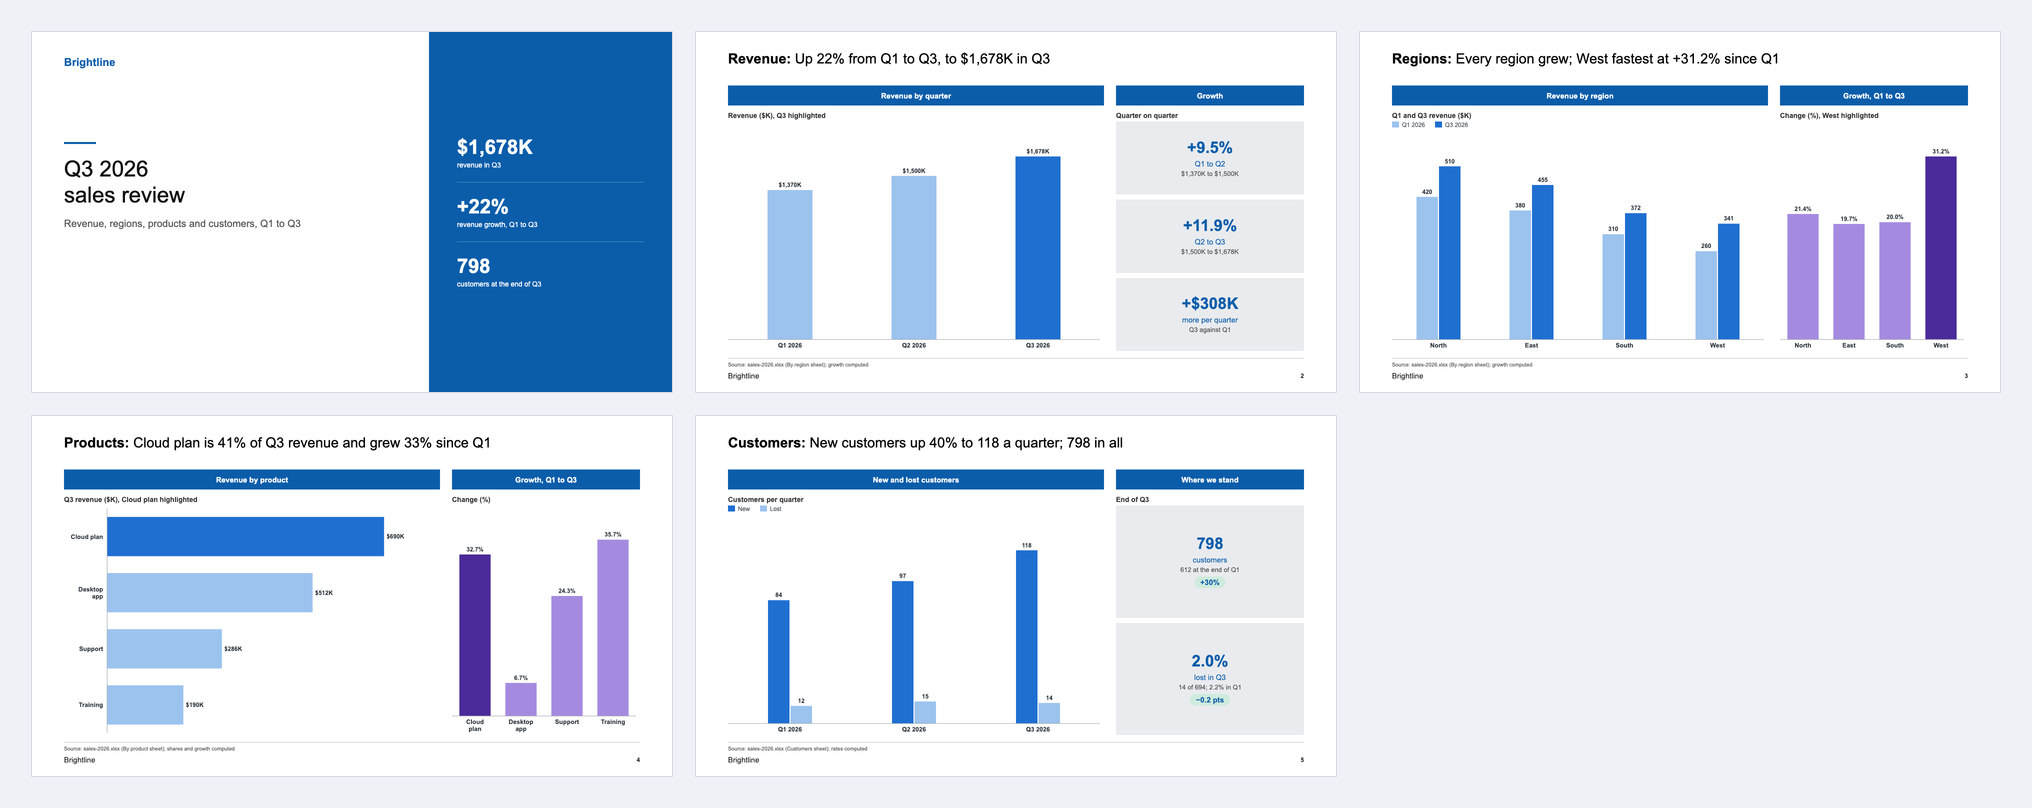 Brightline
Q3 2026
sales review
Revenue, regions, products and customers, Q1 to Q3
$1,678K
revenue in Q3
+22%
revenue growth, Q1 to Q3
798
customers at the end of Q3
Revenue: Up 22% from Q1 to Q3, to $1,678K in Q3
Revenue by quarter
Revenue ($K), Q3 highlighted
$1,370K
$1,500K
$1,678K
Q1 2026
Q2 2026
Q3 2026
Growth
Quarter on quarter
+9.5%
Q1 to Q2
$1,370K to $1,500K
+11.9%
Q2 to Q3
$1,500K to $1,678K
+$308K
more per quarter
Q3 against Q1
Source: sales-2026.xlsx (By region sheet); growth computed
Brightline
2
Regions: Every region grew; West fastest at +31.2% since Q1
Revenue by region
Q1 and Q3 revenue ($K)
Q1 2026 Q3 2026
420
510
380
455
310
372
260
341
North
East
South
West
Growth, Q1 to Q3
Change (%), West highlighted
21.4%
19.7%
20.0%
31.2%
North
East
South
West
Source: sales-2026.xlsx (By region sheet); growth computed
Brightline
3
Products: Cloud plan is 41% of Q3 revenue and grew 33% since Q1
Revenue by product
Q3 revenue ($K), Cloud plan highlighted
Cloud plan
$690K
Desktop
app
$512K
Support
$286K
Training
$190K
Growth, Q1 to Q3
Change (%)
32.7%
6.7%
24.3%
35.7%
Cloud
plan
Desktop
app
Support
Training
Source: sales-2026.xlsx (By product sheet); shares and growth computed
Brightline
4
Customers: New customers up 40% to 118 a quarter; 798 in all
New and lost customers
Customers per quarter
New Lost
84
12
97
15
118
14
Q1 2026
Q2 2026
Q3 2026
Where we stand
End of Q3
798
customers
612 at the end of Q1
+30%
2.0%
lost in Q3
14 of 694; 2.2% in Q1
−0.2 pts
Source: sales-2026.xlsx (Customers sheet); rates computed
Brightline
5